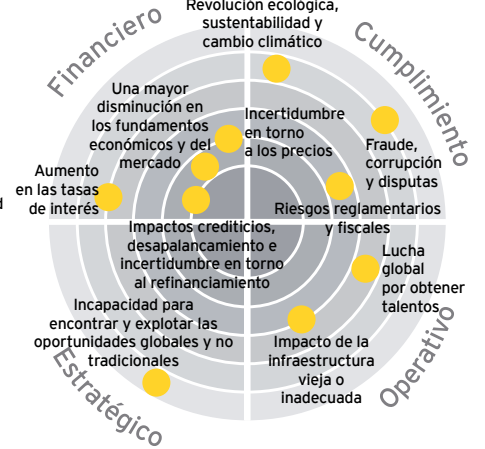 Revolución ecológica,
sustentabilidad y
cambio climático
Financiero
Cumplimiento
Una mayor
disminución en
los fundamentos
económicos y del
mercado
Incertidumbre
en torno
a los precios
Fraude,
corrupción
y disputas
Aumento
en las tasas
de interés
d
Riesgos reglamentarios
y fiscales
Impactos crediticios,
desapalancamiento e
incertidumbre en torno
al refinanciamiento
Lucha
global
por obtener
talentos
Incapacidad para
encontrar y explotar las
oportunidades globales y no
tradicionales
Impacto de la
infraestructura
vieja o
inadecuada
Estratégico
Operativo